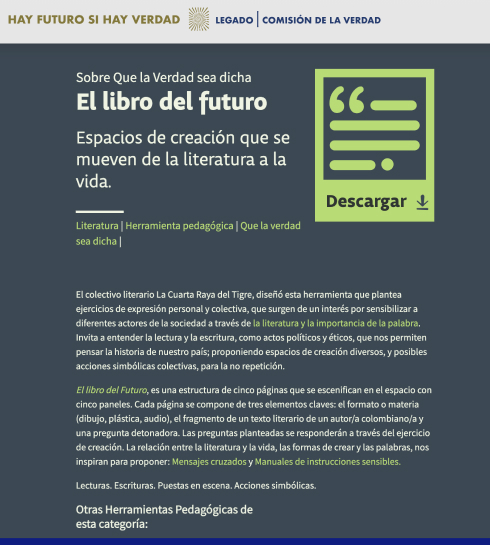 HAY FUTURO SI HAY VERDAD
LEGADO | COMISIÓN DE LA VERDAD
Sobre Que la Verdad sea dicha
El libro del futuro
Espacios de creación que se
mueven de la literatura a la
vida.
Descargar
Literatura | Herramienta pedagógica | Que la verdad
sea dicha |
El colectivo literario La Cuarta Raya del Tigre, diseñó esta herramienta que plantea
ejercicios de expresión personal y colectiva, que surgen de un interés por sensibilizar a
diferentes actores de la sociedad a través de la literatura y la importancia de la palabra.
Invita a entender la lectura y la escritura, como actos políticos y éticos, que nos permiten
pensar la historia de nuestro país; proponiendo espacios de creación diversos, y posibles
acciones simbólicas colectivas, para la no repetición.
El libro del Futuro, es una estructura de cinco páginas que se escenifican en el espacio con
cinco paneles. Cada página se compone de tres elementos claves: el formato o materia
(dibujo, plástica, audio), el fragmento de un texto literario de un autor/a colombiano/a y
una pregunta detonadora. Las preguntas planteadas se responderán a través del ejercicio
de creación. La relación entre la literatura y la vida, las formas de crear y las palabras, nos
inspiran para proponer: Mensajes cruzados y Manuales de instrucciones sensibles.
Lecturas. Escrituras. Puestas en escena. Acciones simbólicas.
Otras Herramientas Pedagógicas de
esta categoría: